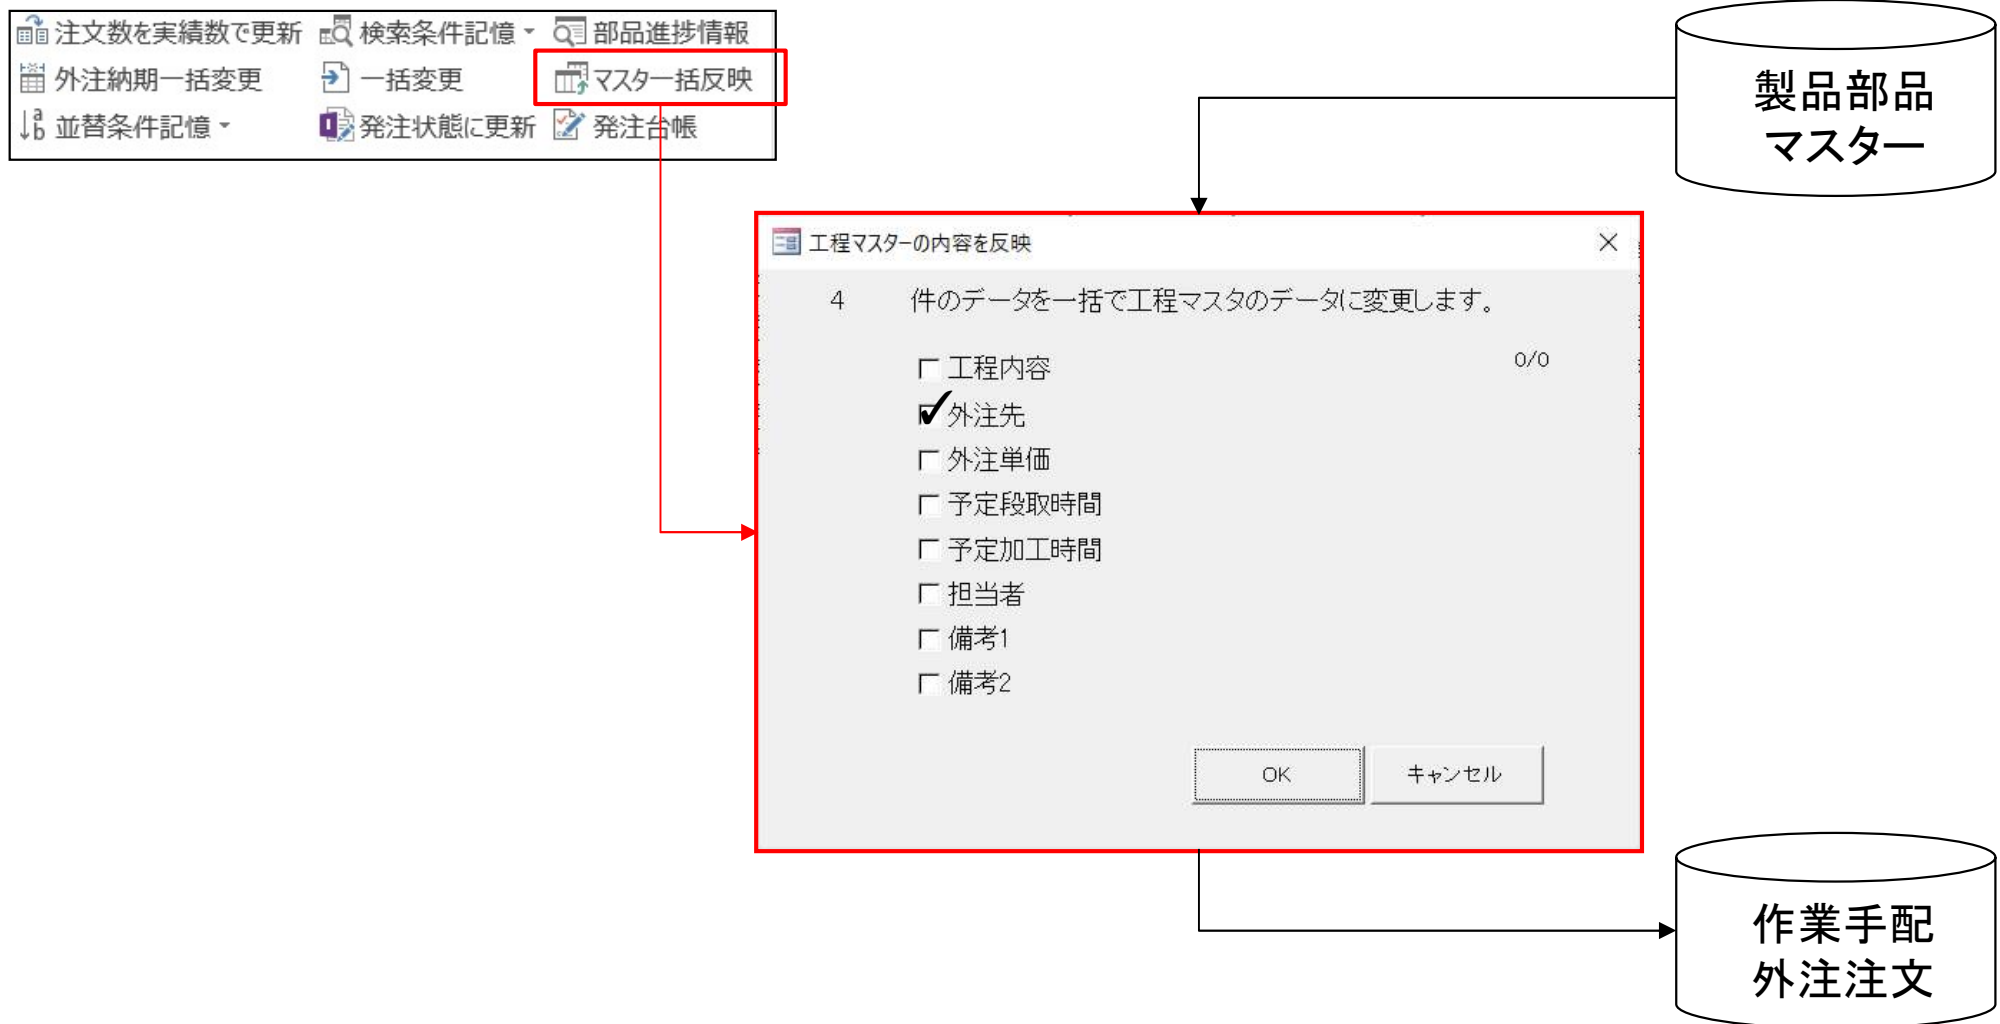 注文数を実績数で更新 検索条件記憶 部品進捗情報
外注納期一括変更 一括変更 マスター括反映
並替条件記憶 発注状態に更新 発注台帳
製品部品
マスター
工程マスターの内容を反映
4 件のデータを一括で工程マスタのデータに変更します。
工程内容 0/0
外注先
外注単価
予定段取時間
予定加工時間
担当者
備考1
備考2
OK キャンセル
作業手配
外注注文